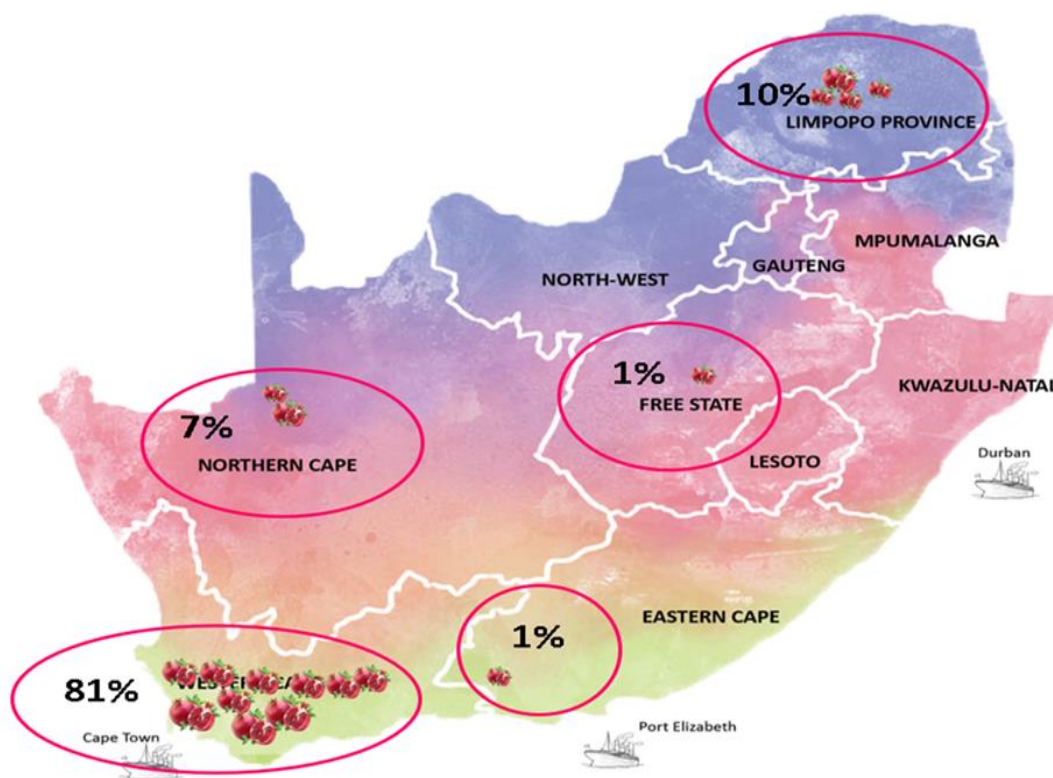 10%
LIMPOPO PROVINCE
MPUMALANGA
GAUTENG
NORTH-WEST
1%
FREE STATE
KWAZULU-NATAL
7%
NORTHERN CAPE
LESOTO
Durban
EASTERN CAPE
1%
81%
Cape Town
Port Elizabeth